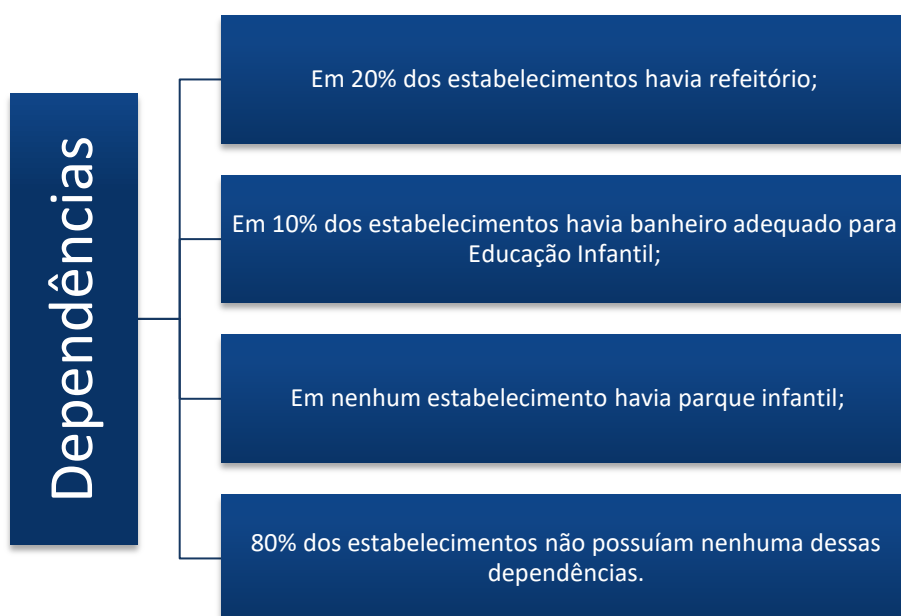 Dependências
Em 20% dos estabelecimentos havia refeitório;
Em 10% dos estabelecimentos havia banheiro adequado para
Educação Infantil;
Em nenhum estabelecimento havia parque infantil;
80% dos estabelecimentos não possuíam nenhuma dessas
dependências.